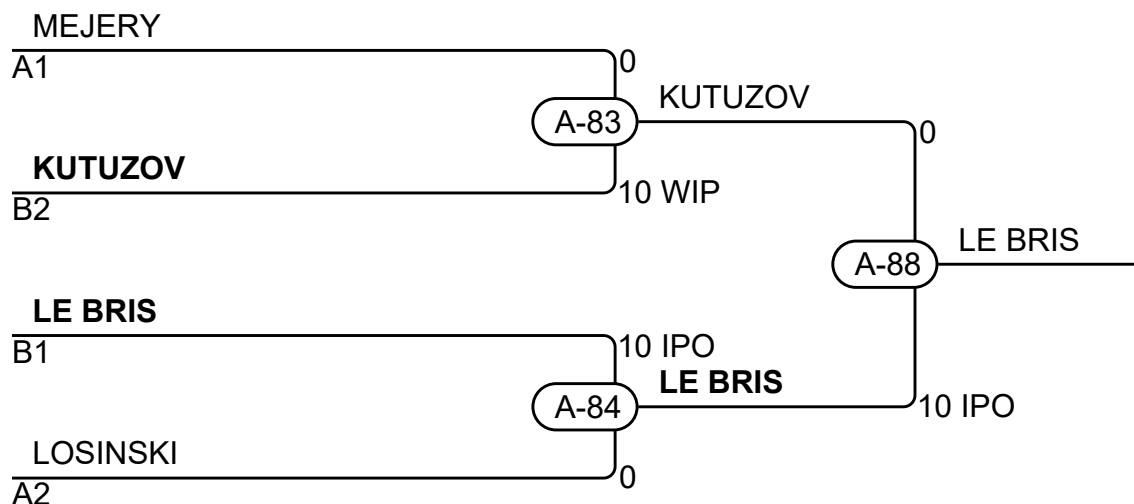 MEJERY
A1
0
A-83
KUTUZOV
0
KUTUZOV
B2
10 WIP
A-88
LE BRIS
LE BRIS
B1
10 IPO
A-84
LE BRIS
10 IPO
LOSINSKI
A2
0